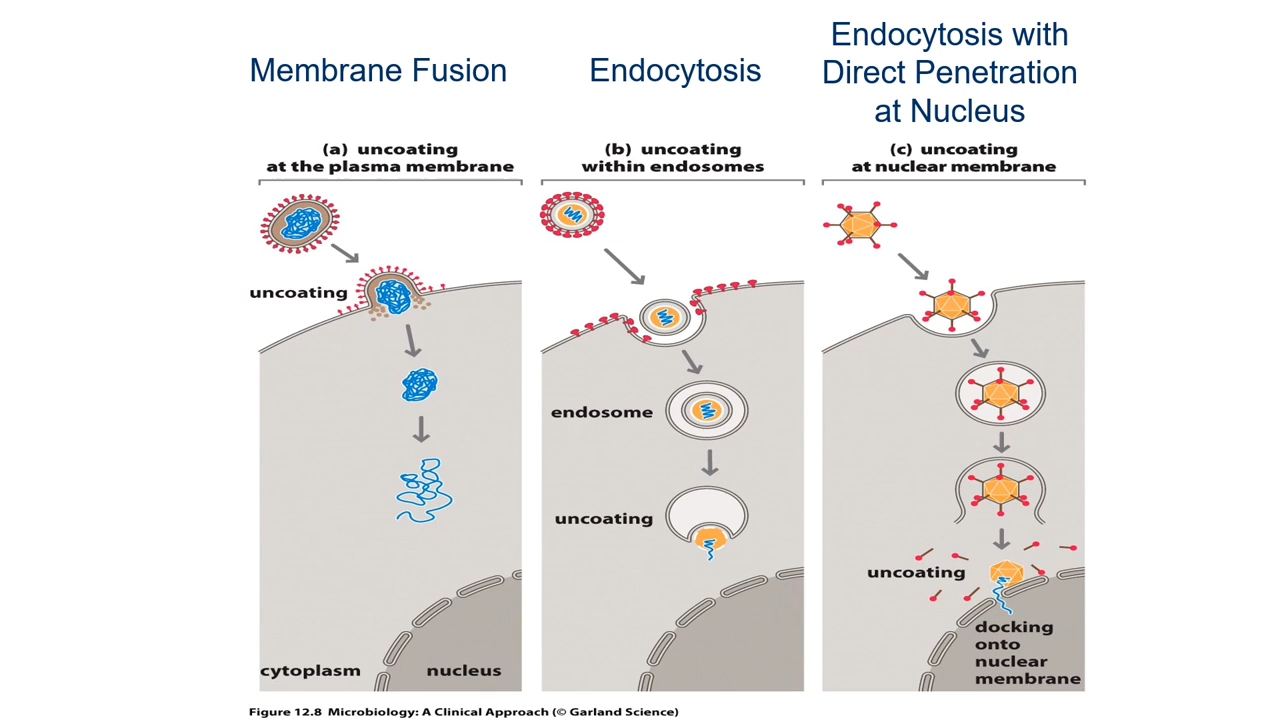 Membrane Fusion
Endocytosis
Endocytosis with
Direct Penetration
at Nucleus
(a) uncoating
at the plasma membrane
(b) uncoating
within endosomes
(c) uncoating
at nuclear membrane
uncoating
cytoplasm
nucleus
endosome
uncoating
uncoating
docking
onto
nuclear
membrane
Figure 12.8 Microbiology: A Clinical Approach (© Garland Science)